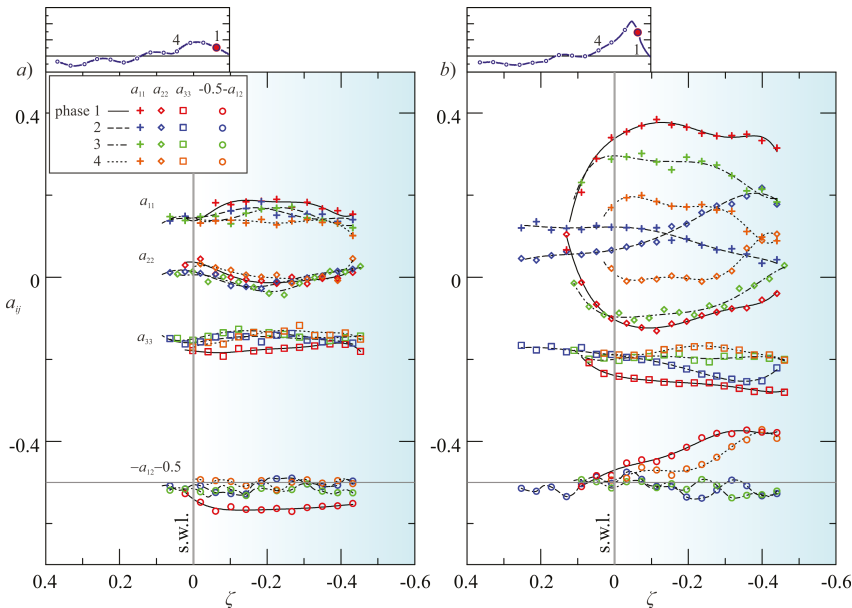 4 1
4 1
a) b)
a₁₁ a₂₂ a₃₃ -0.5-a₁₂
phase 1
2
3
4
0.4 0.4
a₁₁
a₂₂
0 0
aᵢⱼ
a₃₃
-0.4 -0.4
−a₁₂−0.5
s.w.l. s.w.l.
0.4 0.2 0 -0.2 -0.4 -0.6 0.2 0 -0.2 -0.4 -0.6
ζ ζ